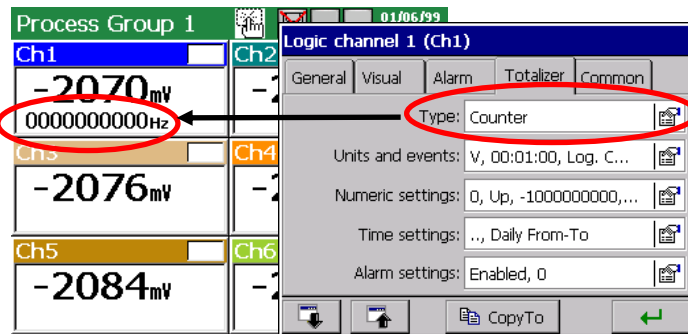 Process Group 1
01/06/99
Ch1
Ch2
-2070mV
0000000000Hz
Ch3
Ch4
-2076mV
Ch5
Ch6
-2084mV
Logic channel 1 (Ch1)
General Visual Alarm Totalizer Common
Type: Counter
Units and events: V, 00:01:00, Log. C...
Numeric settings: 0, Up, -1000000000,...
Time settings: .., Daily From-To
Alarm settings: Enabled, 0
CopyTo